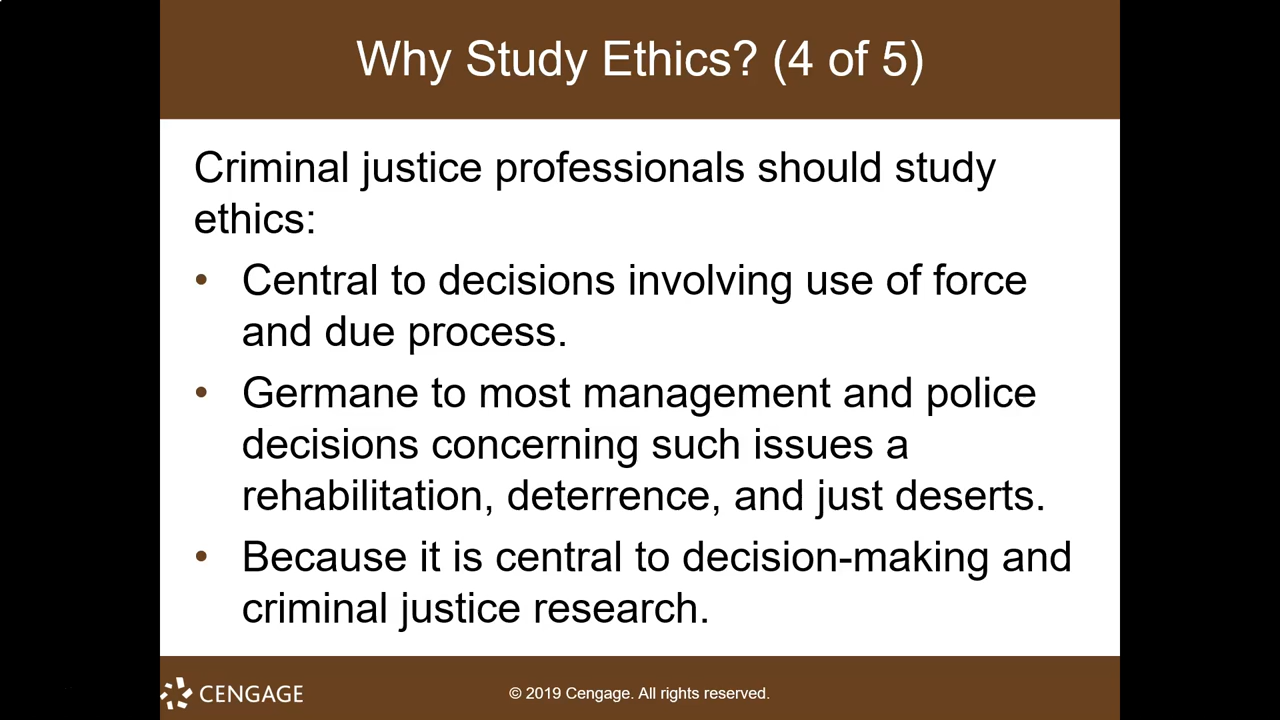 Why Study Ethics? (4 of 5)
Criminal justice professionals should study
ethics:
• Central to decisions involving use of force
and due process.
• Germane to most management and police
decisions concerning such issues a
rehabilitation, deterrence, and just deserts.
• Because it is central to decision-making and
criminal justice research.
CENGAGE
© 2019 Cengage. All rights reserved.